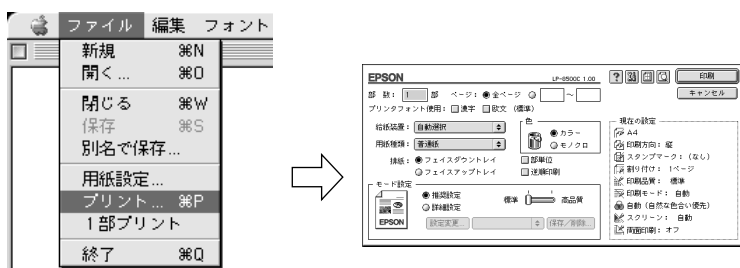 ファイル 編集 フォント
新規 ⌘N
開く... ⌘O
閉じる ⌘W
保存 ⌘S
別名で保存...
用紙設定...
プリント... ⌘P
1部プリント
終了 ⌘Q
EPSON LP-8500C 1.00 印刷
部 数: 1 部 ページ: 全ページ ～ キャンセル
プリンタフォント使用: 漢字 欧文 (標準)
給紙装置: 自動選択
用紙種類: 普通紙
排紙: フェイスダウントレイ
フェイスアップトレイ
色
カラー
モノクロ
部単位
逆順印刷
モード設定
推奨設定
詳細設定
標準 高品質
EPSON 設定変更... 保存/削除...
現在の設定
A4
印刷方向: 縦
スタンプマーク: (なし)
割り付け: 1ページ
印刷品質: 標準
印刷モード: 自動
自動 (自然な色合い優先)
スクリーン: 自動
両面印刷: オフ